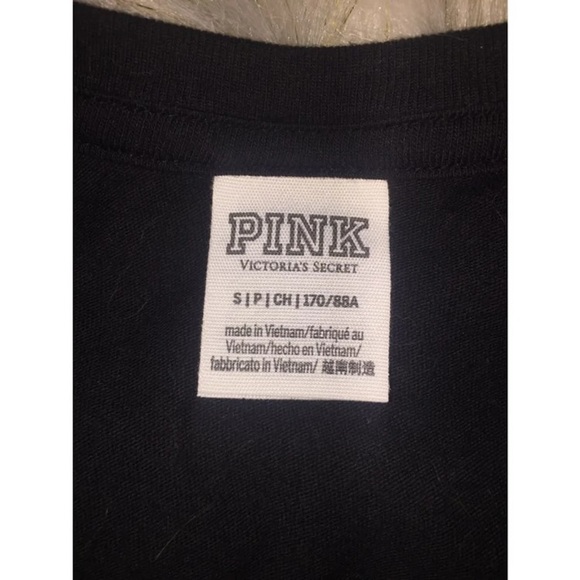 PINK
VICTORIA'S SECRET
S | P | CH | 170/88A
made in Vietnam/fabriqué au
Vietnam/hecho en Vietnam/
fabbricato in Vietnam/ 越南制造